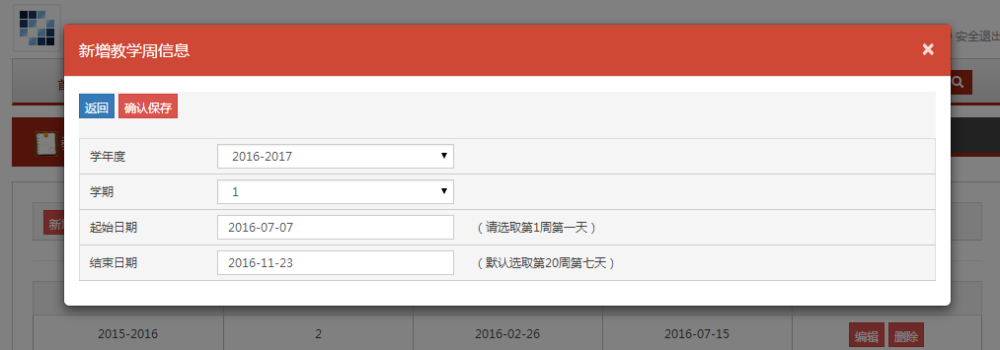 安全退出
新增教学周信息 ×
返回 确认保存
学年度 2016-2017
学期 1
起始日期 2016-07-07 （请选取第1周第一天）
结束日期 2016-11-23 （默认选取第20周第七天）
2015-2016 2 2016-02-26 2016-07-15 编辑 删除